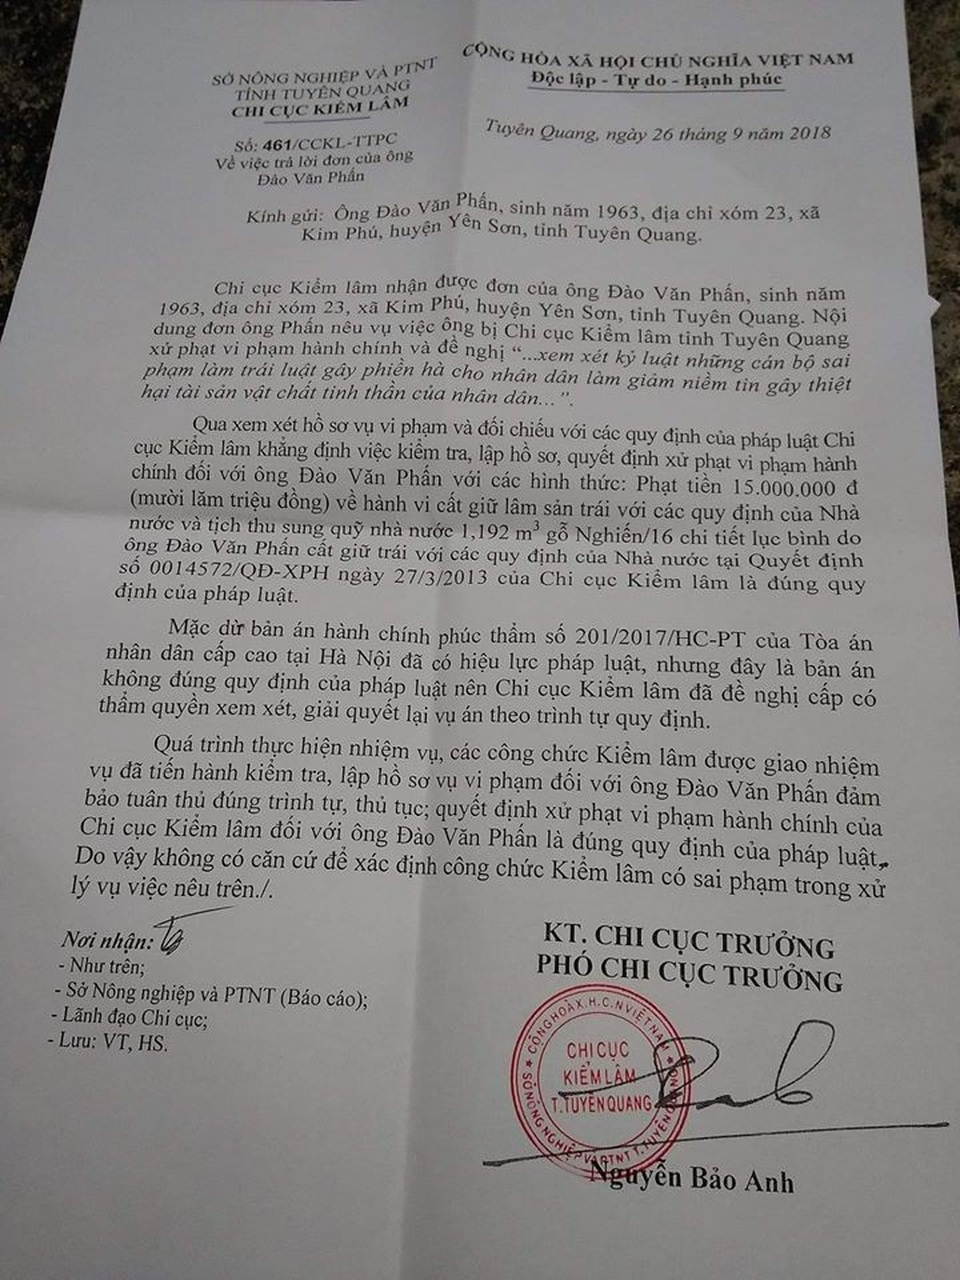 SỞ NÔNG NGHIỆP VÀ PTNT
TỈNH TUYÊN QUANG
CHI CỤC KIỂM LÂM
Số: 461/CCKL-TTPC
Về việc trả lời đơn của ông
Đào Văn Phấn
CỘNG HÒA XÃ HỘI CHỦ NGHĨA VIỆT NAM
Độc lập - Tự do - Hạnh phúc
Tuyên Quang, ngày 26 tháng 9 năm 2018
Kính gửi: Ông Đào Văn Phấn, sinh năm 1963, địa chỉ xóm 23, xã
Kim Phú, huyện Yên Sơn, tỉnh Tuyên Quang.
Chi cục Kiểm lâm nhận được đơn của ông Đào Văn Phấn, sinh năm
1963, địa chỉ xóm 23, xã Kim Phú, huyện Yên Sơn, tỉnh Tuyên Quang. Nội
dung đơn ông Phấn nêu vụ việc ông bị Chi cục Kiểm lâm tỉnh Tuyên Quang
xử phạt vi phạm hành chính và đề nghị “...xem xét kỷ luật những cán bộ sai
phạm làm trái luật gây phiền hà cho nhân dân làm giảm niềm tin gây thiệt
hại tài sản vật chất tinh thần của nhân dân...”.
Qua xem xét hồ sơ vụ vi phạm và đối chiếu với các quy định của pháp luật Chi
cục Kiểm lâm khẳng định việc kiểm tra, lập hồ sơ, quyết định xử phạt vi phạm hành
chính đối với ông Đào Văn Phấn với các hình thức: Phạt tiền 15.000.000 đ
(mười lăm triệu đồng) về hành vi cất giữ lâm sản trái với các quy định của Nhà
nước và tịch thu sung quỹ nhà nước 1,192 m³ gỗ Nghiến/16 chi tiết lục bình do
ông Đào Văn Phấn cất giữ trái với các quy định của Nhà nước tại Quyết định
số 0014572/QĐ-XPH ngày 27/3/2013 của Chi cục Kiểm lâm là đúng quy
định của pháp luật.
Mặc dừ bản án hành chính phúc thẩm số 201/2017/HC-PT của Tòa án
nhân dân cấp cao tại Hà Nội đã có hiệu lực pháp luật, nhưng đây là bản án
không đúng quy định của pháp luật nên Chi cục Kiểm lâm đã đề nghị cấp có
thẩm quyền xem xét, giải quyết lại vụ án theo trình tự quy định.
Quá trình thực hiện nhiệm vụ, các công chức Kiểm lâm được giao nhiệm
vụ đã tiến hành kiểm tra, lập hồ sơ vụ vi phạm đối với ông Đào Văn Phấn đảm
bảo tuân thủ đúng trình tự, thủ tục; quyết định xử phạt vi phạm hành chính của
Chi cục Kiểm lâm đối với ông Đào Văn Phấn là đúng quy định của pháp luật,
Do vậy không có căn cứ để xác định công chức Kiểm lâm có sai phạm trong xử
lý vụ việc nêu trên./.
Nơi nhận:
- Như trên;
- Sở Nông nghiệp và PTNT (Báo cáo);
- Lãnh đạo Chi cục;
- Lưu: VT, HS.
KT. CHI CỤC TRƯỞNG
PHÓ CHI CỤC TRƯỞNG
CỘNG HOÀ X.H.C.N VIỆT NAM
CHI CỤC
KIỂM LÂM
T.TUYÊN QUANG
SỞ NÔNG NGHIỆP VÀ PTNT T.TUYÊN QUANG
Nguyễn Bảo Anh